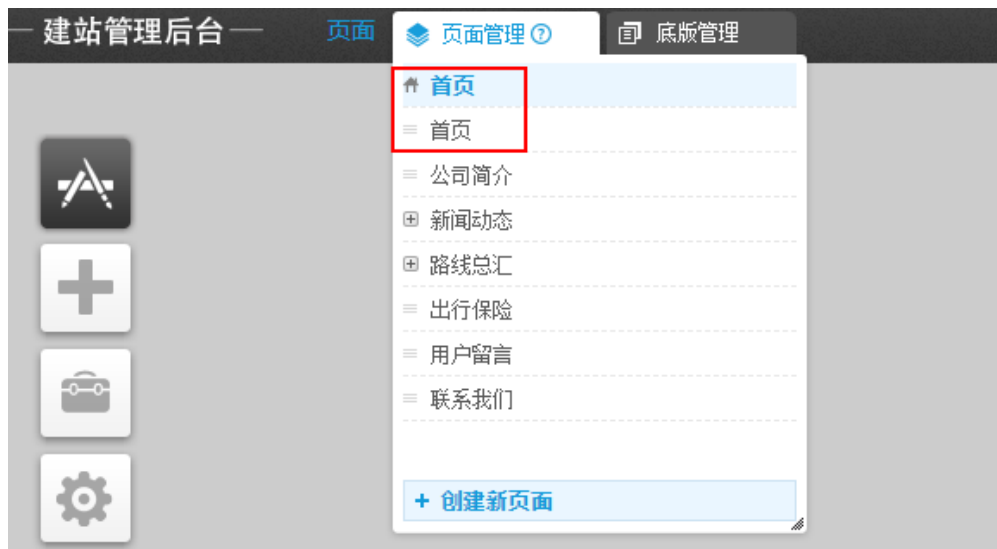 建站管理后台 页面 页面管理 ? 底版管理
首页
首页
公司简介
新闻动态
路线总汇
出行保险
用户留言
联系我们
+ 创建新页面